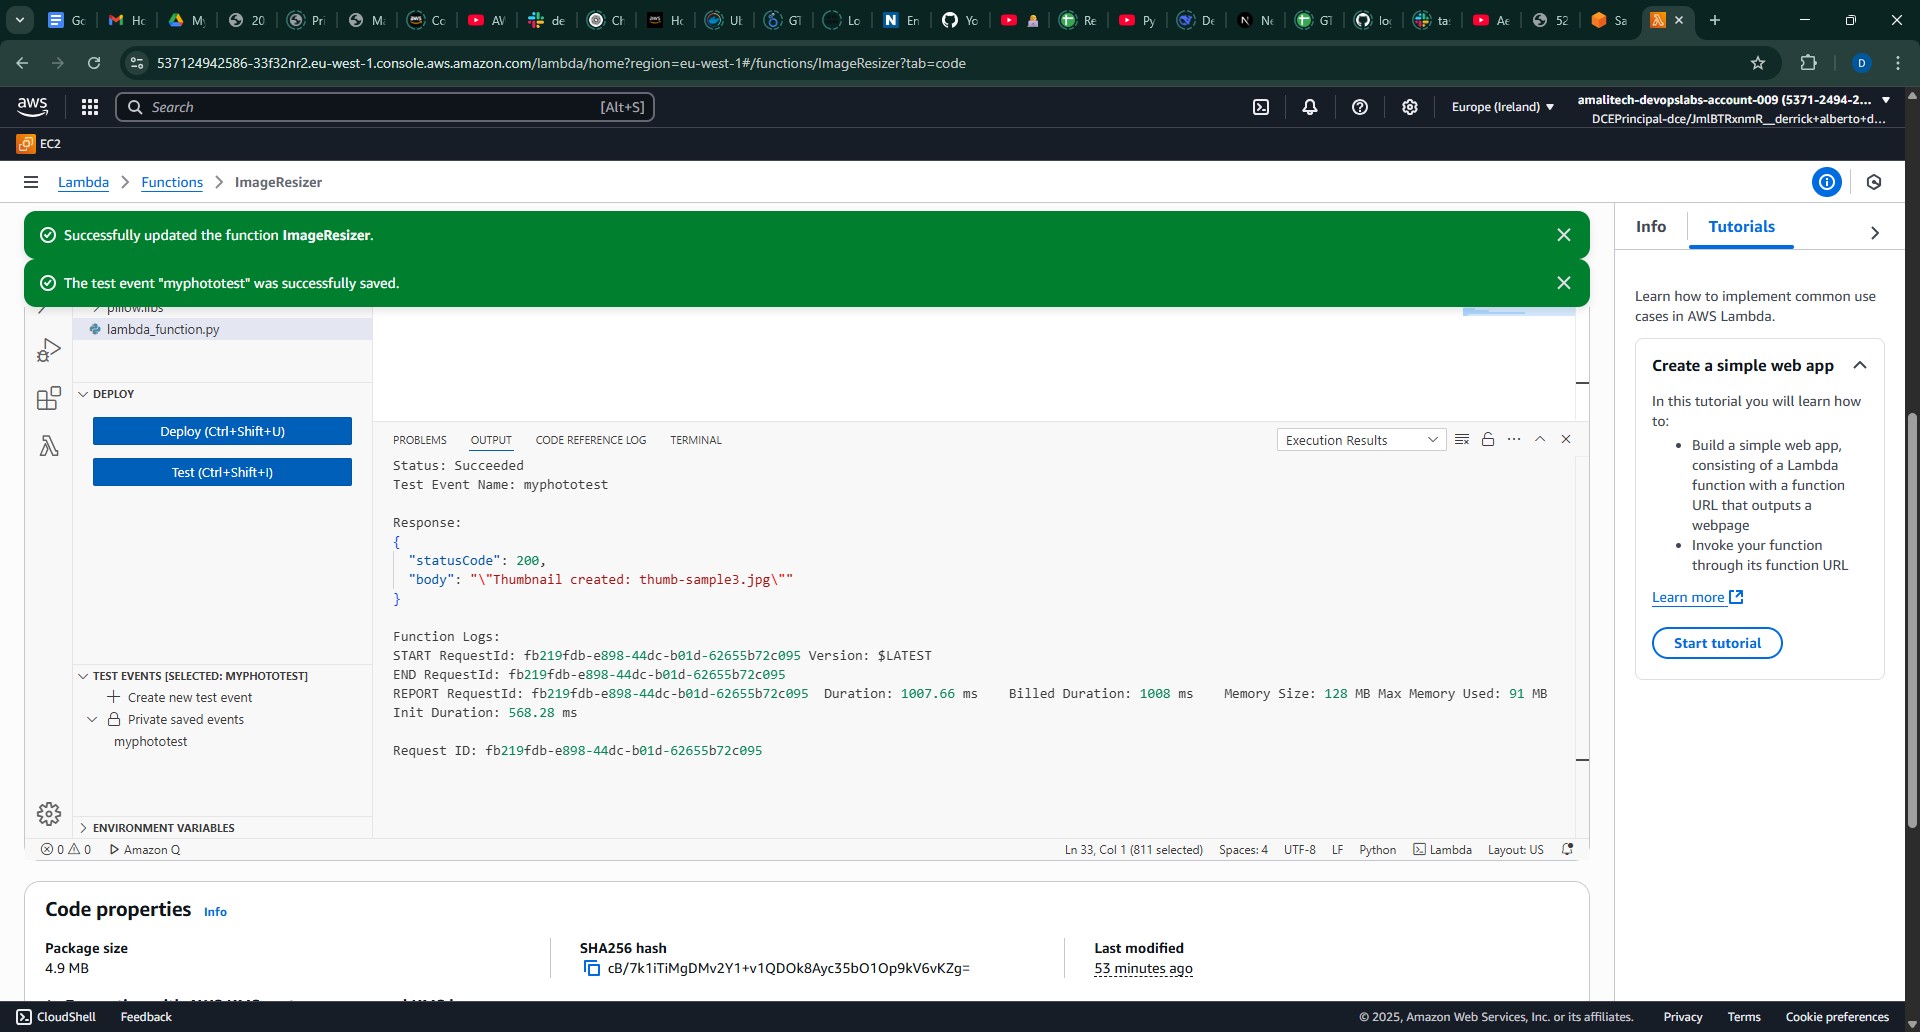 Gc
Hc
My
20
Pri
Ma
Co
AV
de
Ch
Hc
Ub
GT
Lo
En
Yo
Re
Py
De
Ne
GT
loc
ta
Ae
52
Sa
537124942586-33f32nr2.eu-west-1.console.aws.amazon.com/lambda/home?region=eu-west-1#/functions/ImageResizer?tab=code
D
aws
Search
[Alt+S]
Europe (Ireland)
amalitech-devopslabs-account-009 (5371-2494-2...
DCEPrincipal-dce/JmlBTRxnmR__derrick+alberto+d...
EC2
Lambda
Functions
ImageResizer
Successfully updated the function ImageResizer.
The test event "myphototest" was successfully saved.
pillow.libs
lambda_function.py
DEPLOY
Deploy (Ctrl+Shift+U)
Test (Ctrl+Shift+I)
TEST EVENTS [SELECTED: MYPHOTOTEST]
Create new test event
Private saved events
myphototest
ENVIRONMENT VARIABLES
PROBLEMS
OUTPUT
CODE REFERENCE LOG
TERMINAL
Execution Results
Status: Succeeded
Test Event Name: myphototest
Response:
{
"statusCode": 200,
"body": "\"Thumbnail created: thumb-sample3.jpg\""
}
Function Logs:
START RequestId: fb219fdb-e898-44dc-b01d-62655b72c095 Version: $LATEST
END RequestId: fb219fdb-e898-44dc-b01d-62655b72c095
REPORT RequestId: fb219fdb-e898-44dc-b01d-62655b72c095 Duration: 1007.66 ms Billed Duration: 1008 ms Memory Size: 128 MB Max Memory Used: 91 MB
Init Duration: 568.28 ms
Request ID: fb219fdb-e898-44dc-b01d-62655b72c095
0 0
Amazon Q
Ln 33, Col 1 (811 selected)
Spaces: 4
UTF-8
LF
Python
Lambda
Layout: US
Info
Tutorials
Learn how to implement common use
cases in AWS Lambda.
Create a simple web app
In this tutorial you will learn how
to:
• Build a simple web app,
consisting of a Lambda
function with a function
URL that outputs a
webpage
• Invoke your function
through its function URL
Learn more
Start tutorial
Code properties
Info
Package size
4.9 MB
SHA256 hash
cB/7k1iTiMgDMv2Y1+v1QDOk8Ayc35bO1Op9kV6vKZg=
Last modified
53 minutes ago
CloudShell
Feedback
© 2025, Amazon Web Services, Inc. or its affiliates.
Privacy
Terms
Cookie preferences